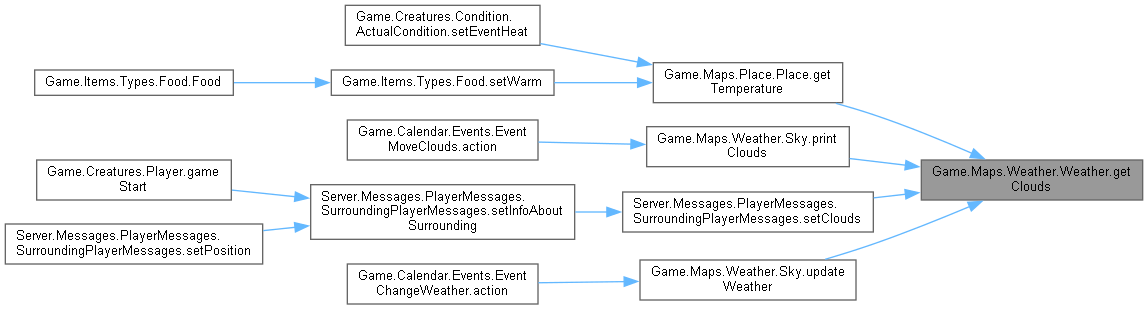 Game.Creatures.Condition.
ActualCondition.setEventHeat
Game.Items.Types.Food.Food
Game.Items.Types.Food.setWarm
Game.Maps.Place.Place.get
Temperature
Game.Calendar.Events.Event
MoveClouds.action
Game.Maps.Weather.Sky.print
Clouds
Game.Creatures.Player.game
Start
Server.Messages.PlayerMessages.
SurroundingPlayerMessages.setInfoAbout
Surrounding
Server.Messages.PlayerMessages.
SurroundingPlayerMessages.setClouds
Game.Maps.Weather.Weather.get
Clouds
Server.Messages.PlayerMessages.
SurroundingPlayerMessages.setPosition
Game.Calendar.Events.Event
ChangeWeather.action
Game.Maps.Weather.Sky.update
Weather